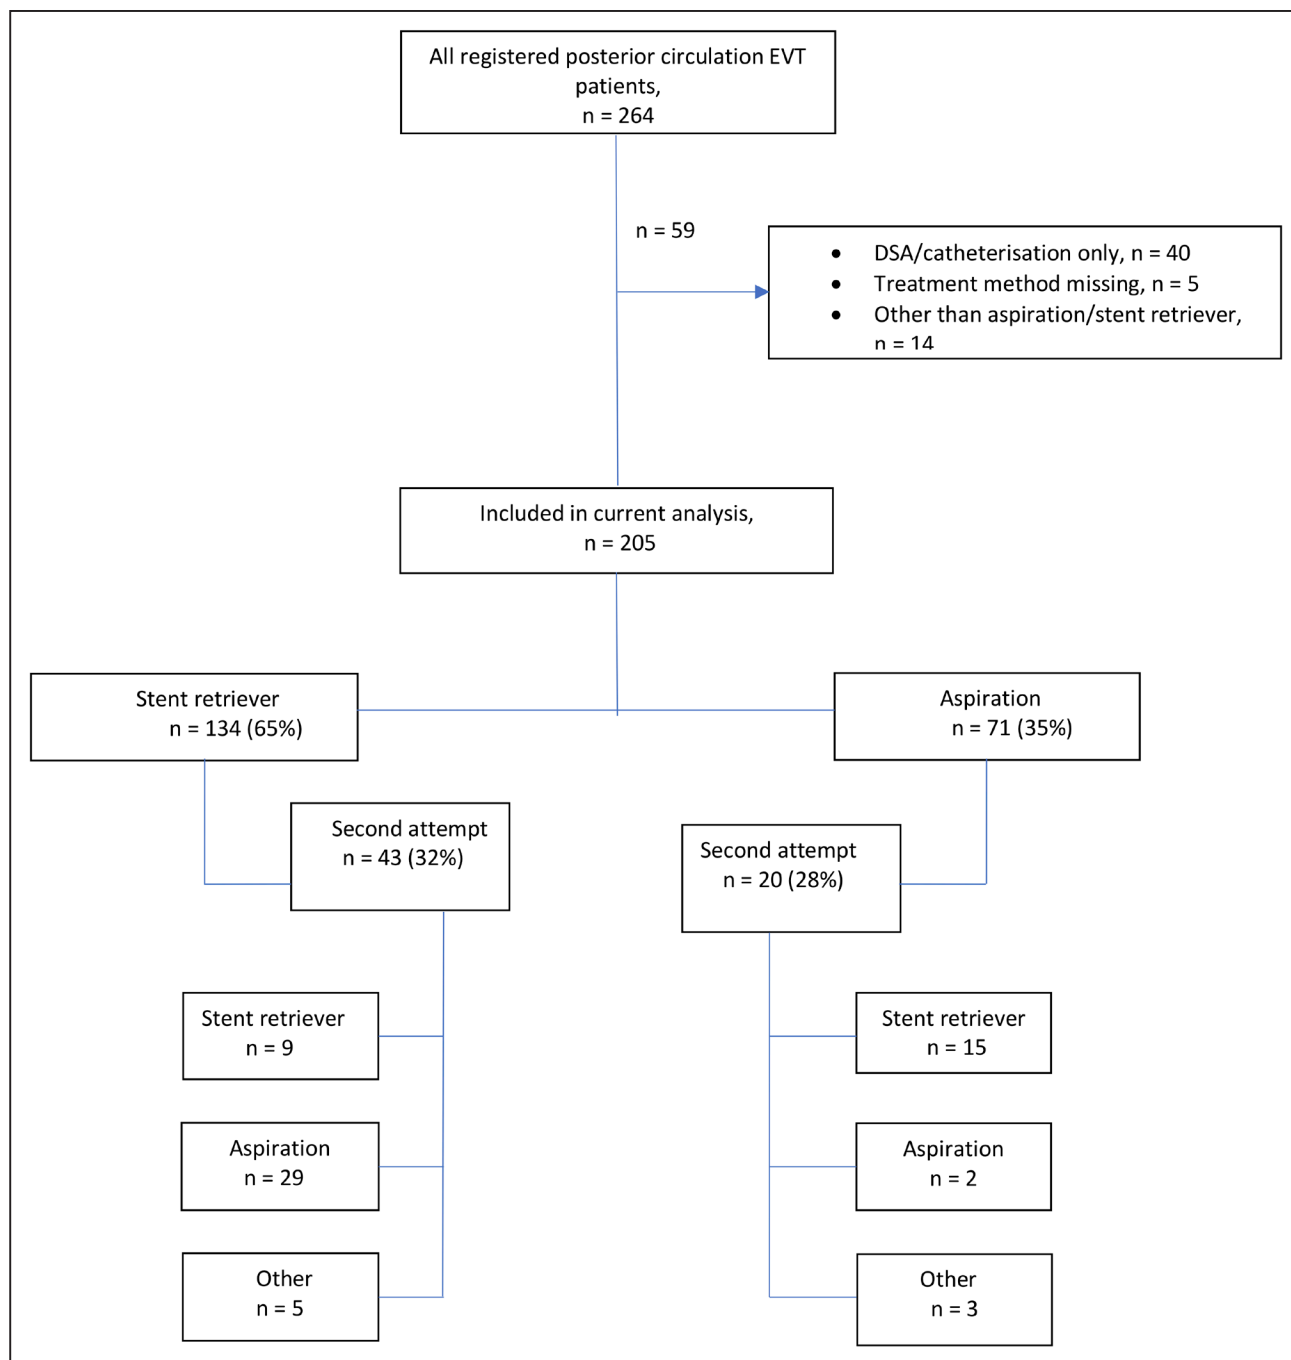 All registered posterior circulation EVT
patients,
n = 264
n = 59
• DSA/catheterisation only, n = 40
• Treatment method missing, n = 5
• Other than aspiration/stent retriever,
n = 14
Included in current analysis,
n = 205
Stent retriever
n = 134 (65%)
Aspiration
n = 71 (35%)
Second attempt
n = 43 (32%)
Second attempt
n = 20 (28%)
Stent retriever
n = 9
Stent retriever
n = 15
Aspiration
n = 29
Aspiration
n = 2
Other
n = 5
Other
n = 3